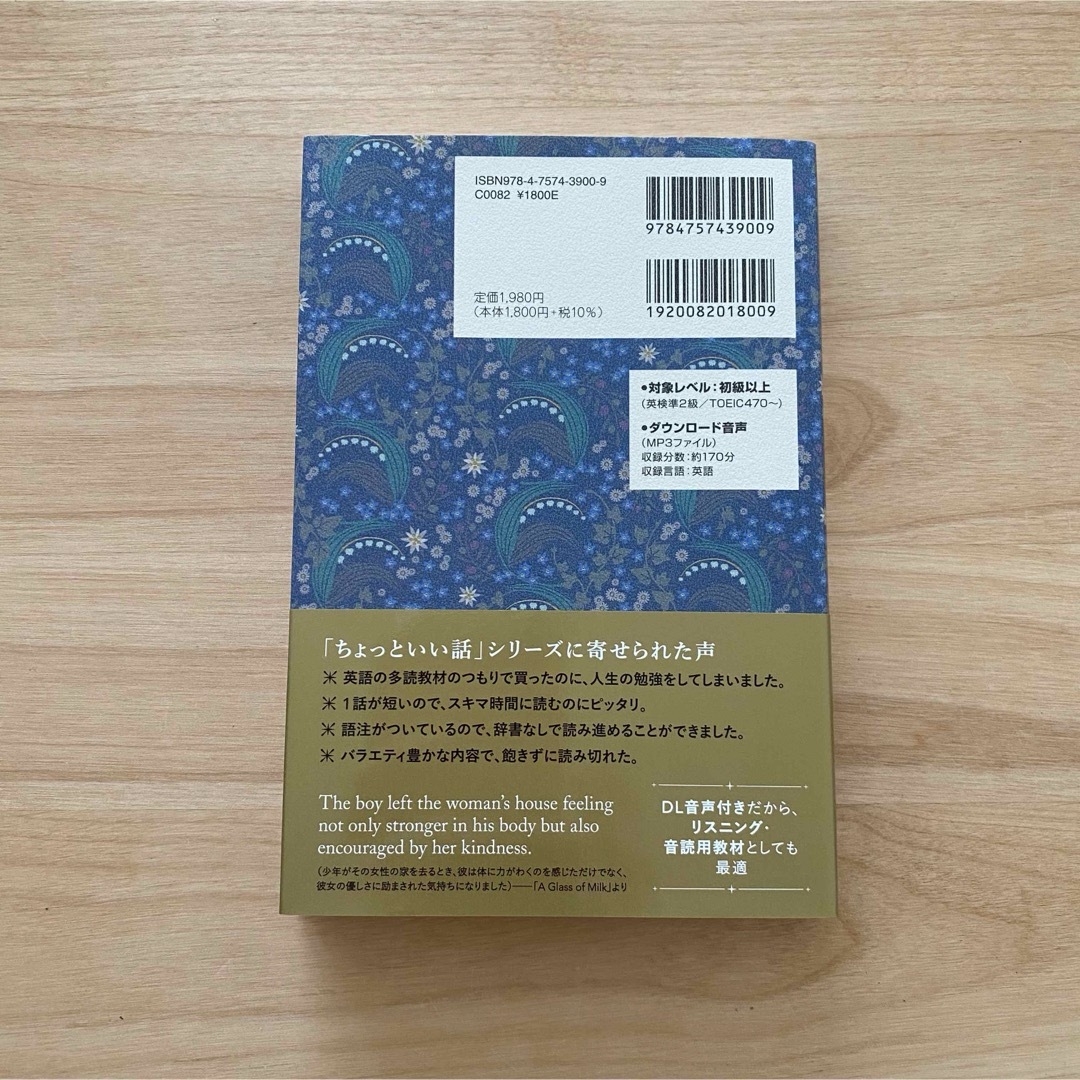 ISBN978-4-7574-3900-9
C0082 ¥1800E
9784757439009
定価1,980円
（本体1,800円+税10%）
1920082018009
●対象レベル：初級以上
（英検準2級／TOEIC470～）
●ダウンロード音声
（MP3ファイル）
収録分数：約170分
収録言語：英語
「ちょっといい話」シリーズに寄せられた声
英語の多読教材のつもりで買ったのに、人生の勉強をしてしまいました。
1話が短いので、スキマ時間に読むのにピッタリ。
語注がついているので、辞書なしで読み進めることができました。
バラエティ豊かな内容で、飽きずに読み切れた。
The boy left the woman's house feeling
not only stronger in his body but also
encouraged by her kindness.
（少年がその女性の家を去るとき、彼は体に力がわくのを感じただけでなく、
彼女の優しさに励まされた気持ちになりました）――「A Glass of Milk」より
DL音声付きだから、
リスニング・
音読用教材としても
最適